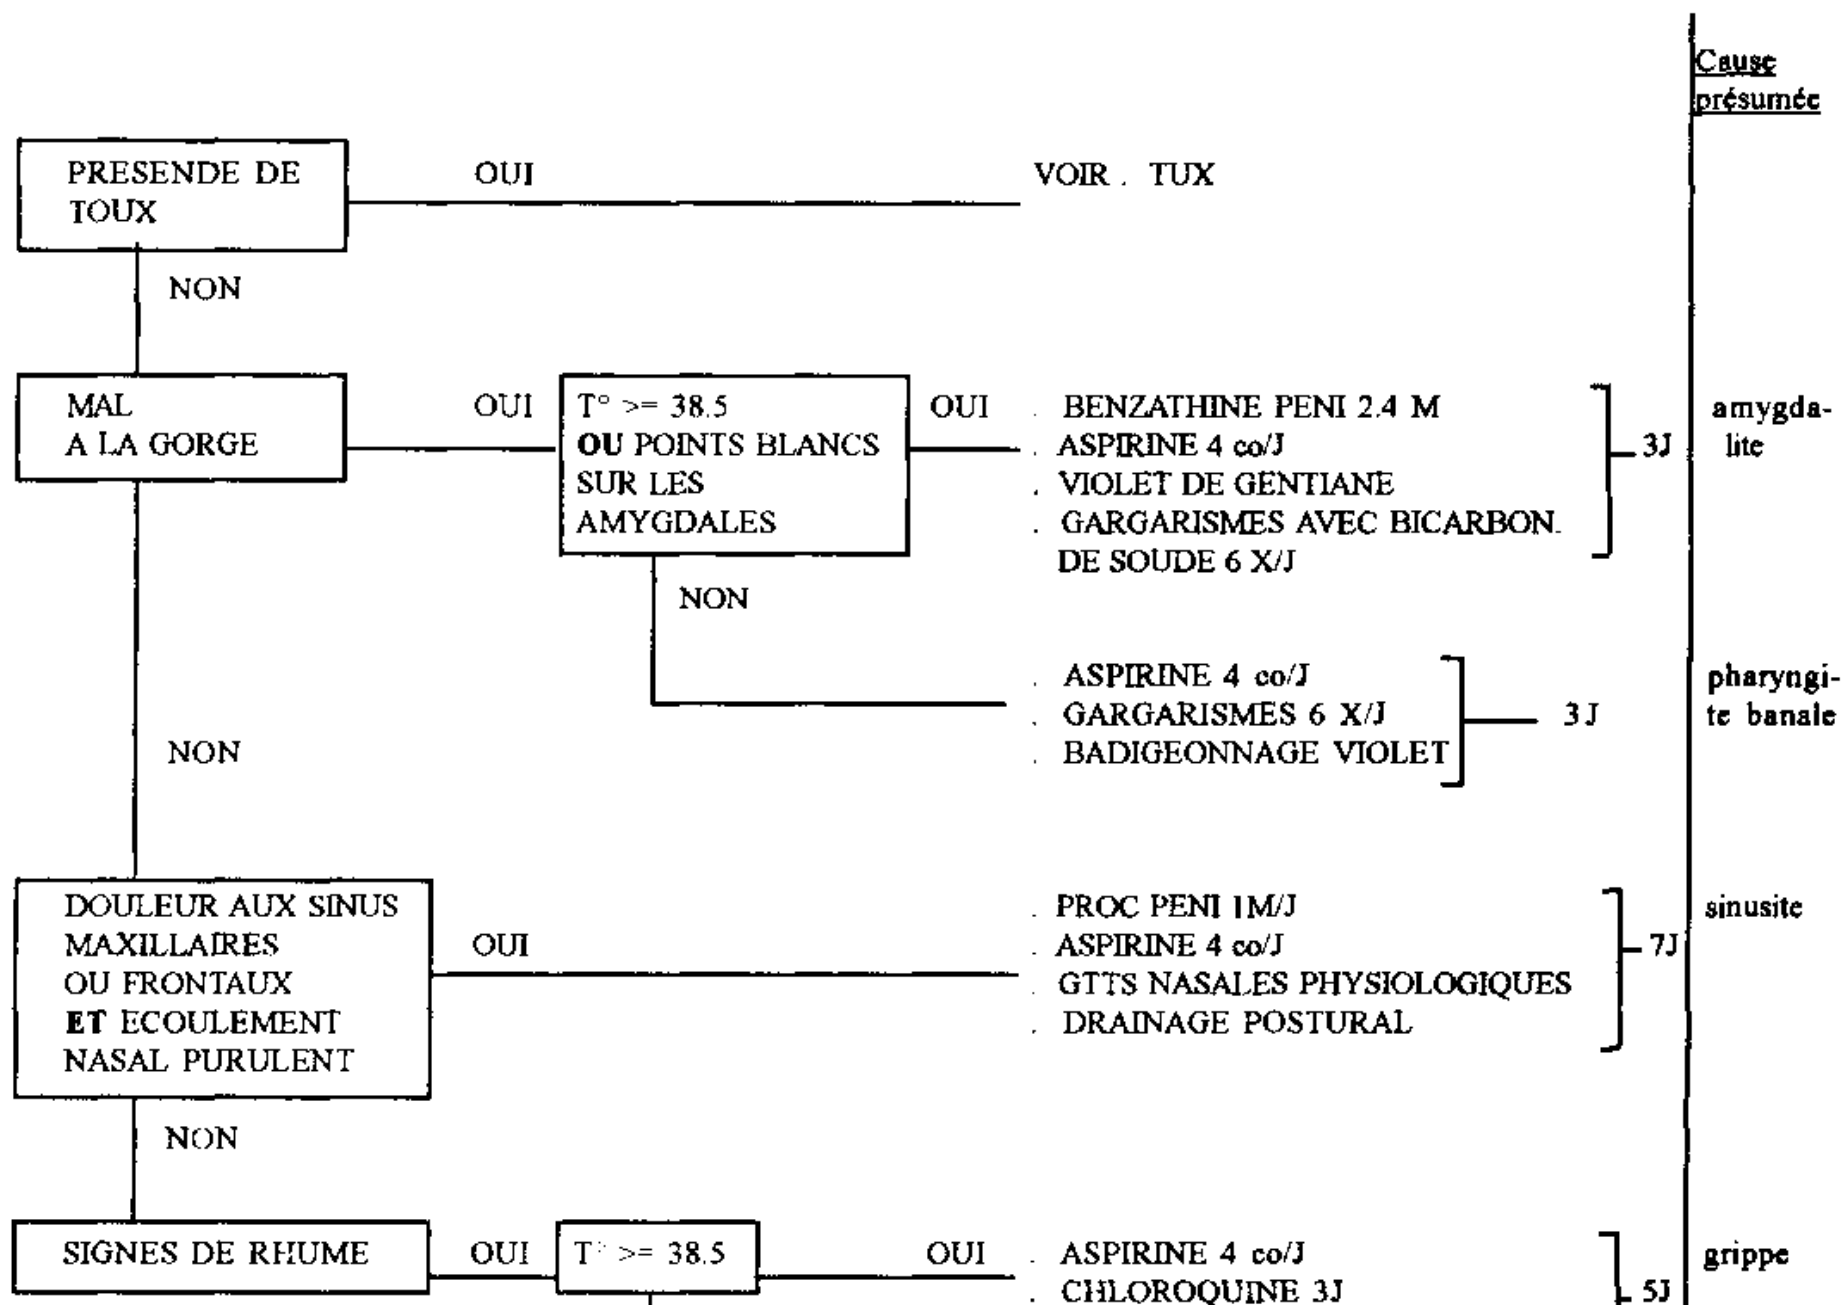 Cause
présumée
PRESENDE DE
TOUX
OUI
VOIR . TUX
NON
MAL
A LA GORGE
OUI
T° >= 38.5
OU POINTS BLANCS
SUR LES
AMYGDALES
OUI
. BENZATHINE PENI 2.4 M
. ASPIRINE 4 co/J
. VIOLET DE GENTIANE
. GARGARISMES AVEC BICARBON.
DE SOUDE 6 X/J
3J
amygda-
lite
NON
. ASPIRINE 4 co/J
. GARGARISMES 6 X/J
. BADIGEONNAGE VIOLET
3J
pharyngi-
te banale
NON
DOULEUR AUX SINUS
MAXILLAIRES
OU FRONTAUX
ET ECOULEMENT
NASAL PURULENT
OUI
. PROC PENI 1M/J
. ASPIRINE 4 co/J
. GTTS NASALES PHYSIOLOGIQUES
. DRAINAGE POSTURAL
7J
sinusite
NON
SIGNES DE RHUME
OUI
T° >= 38.5
OUI
. ASPIRINE 4 co/J
. CHLOROQUINE 3J
5J
grippe